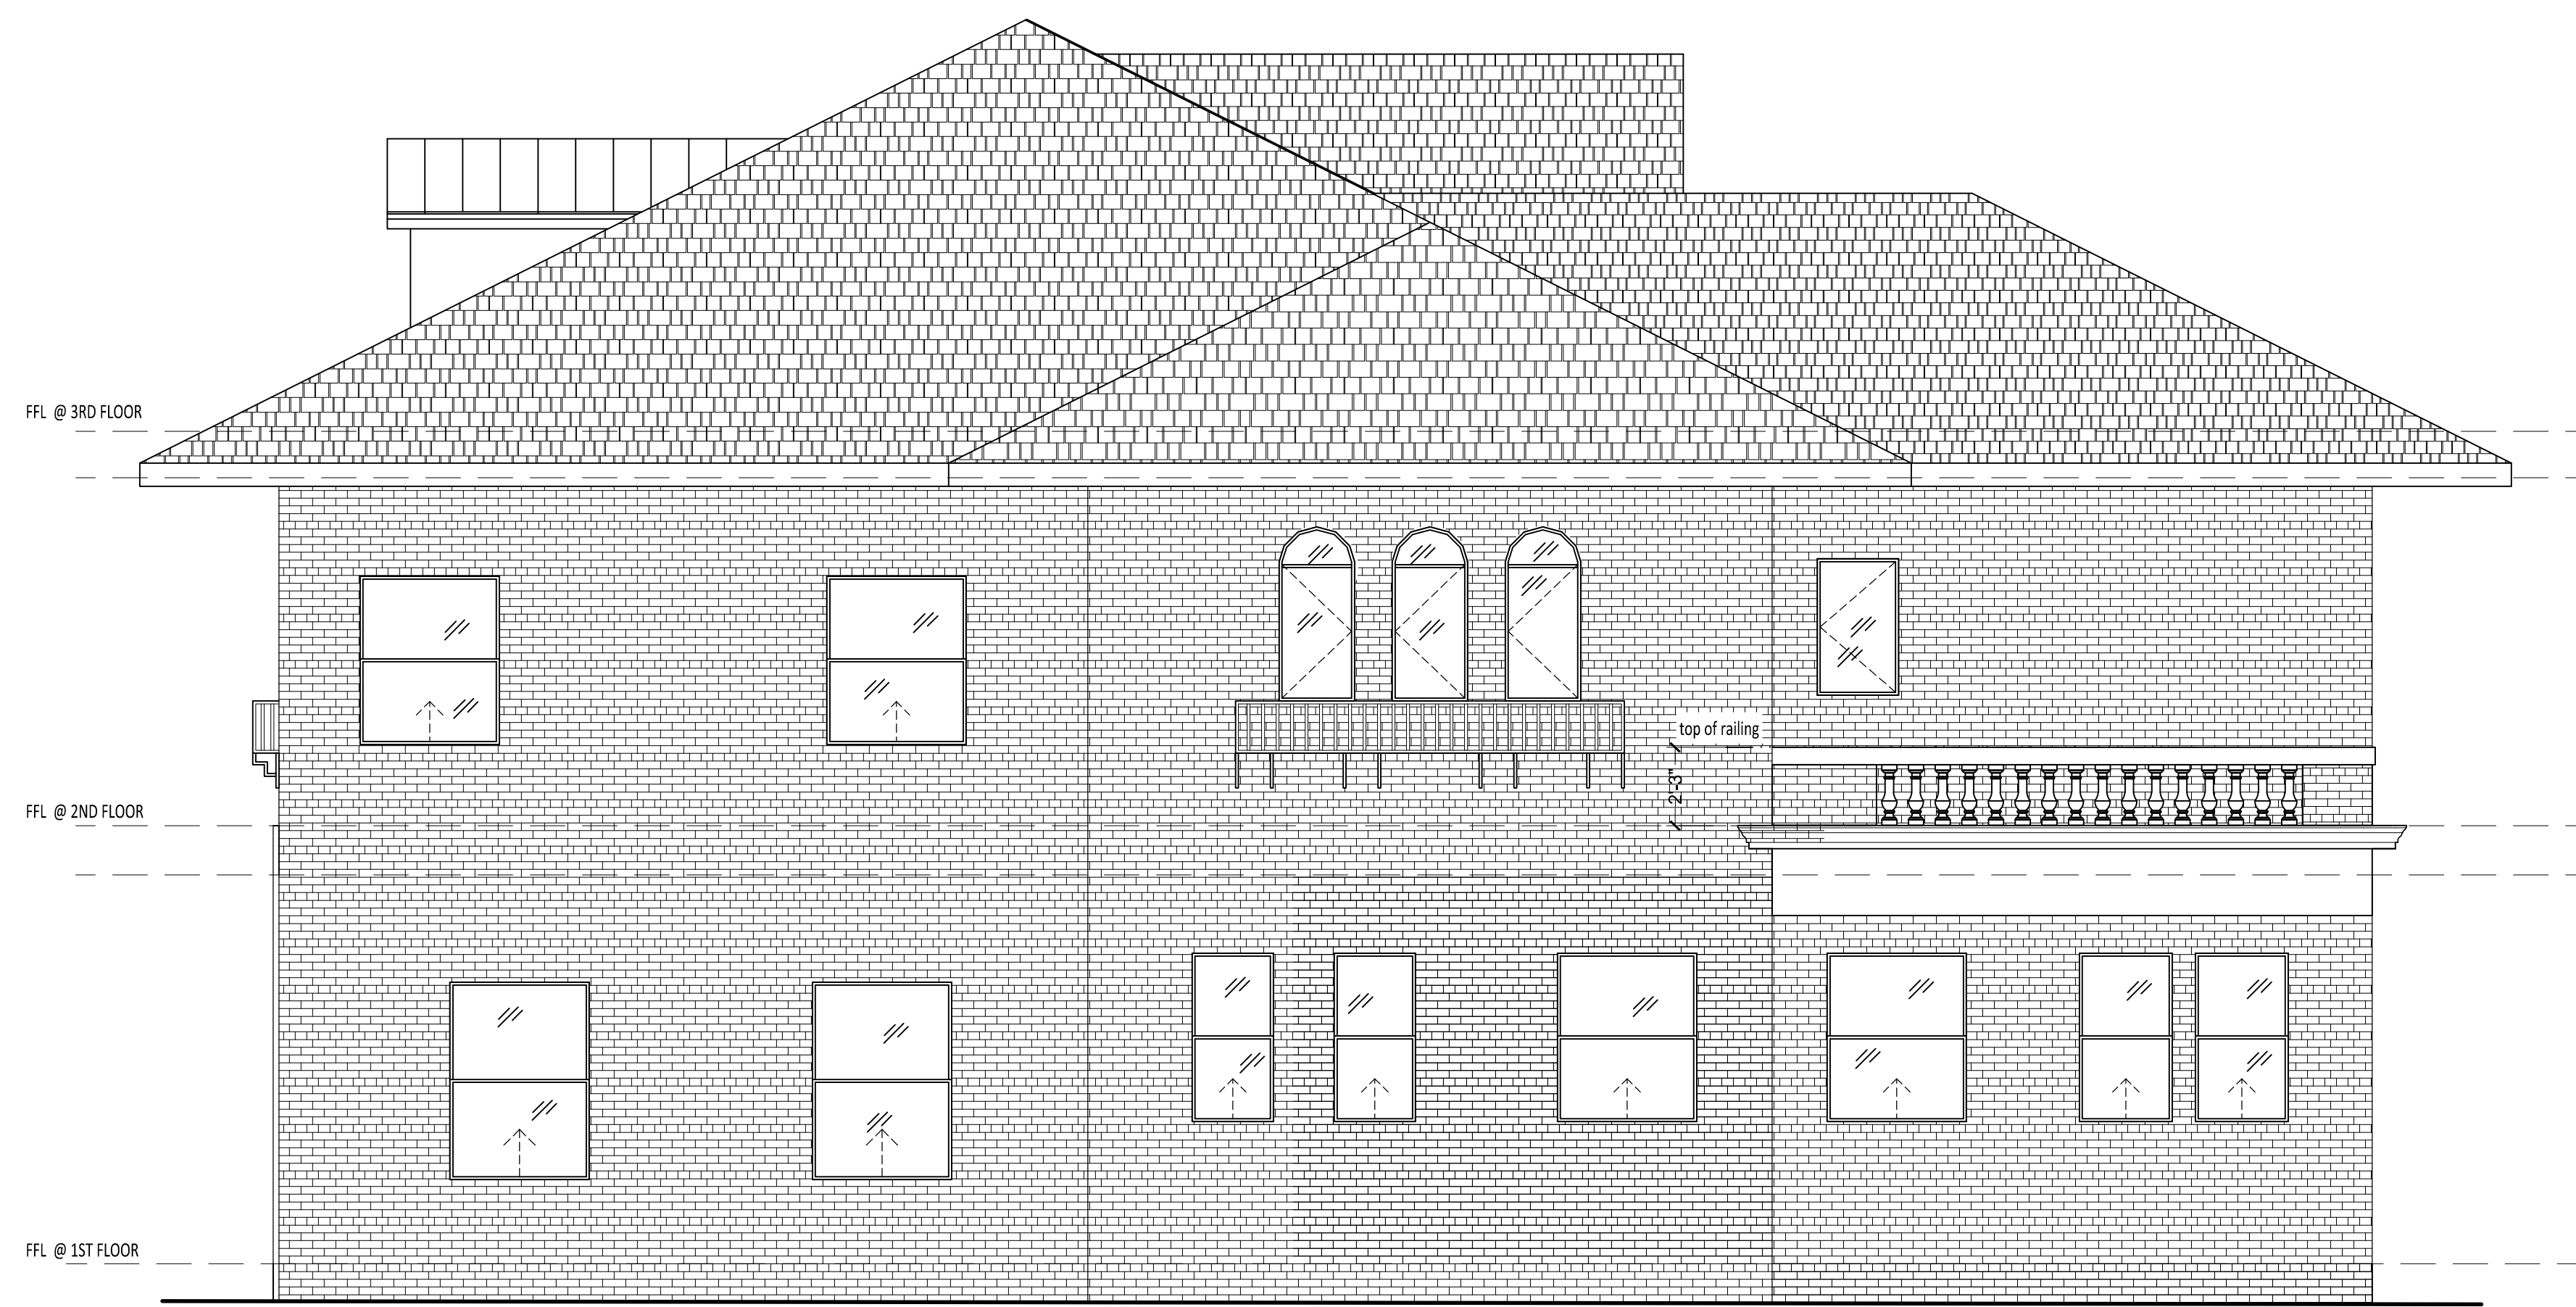 FFL @ 3RD FLOOR
top of railing
2'-3"
FFL @ 2ND FLOOR
FFL @ 1ST FLOOR